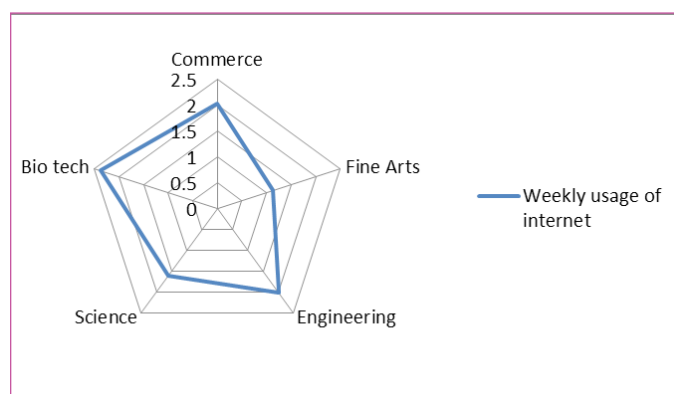 Commerce
2.5
2
1.5
1
0.5
0
Bio tech
Fine Arts
Science
Engineering
Weekly usage of
internet